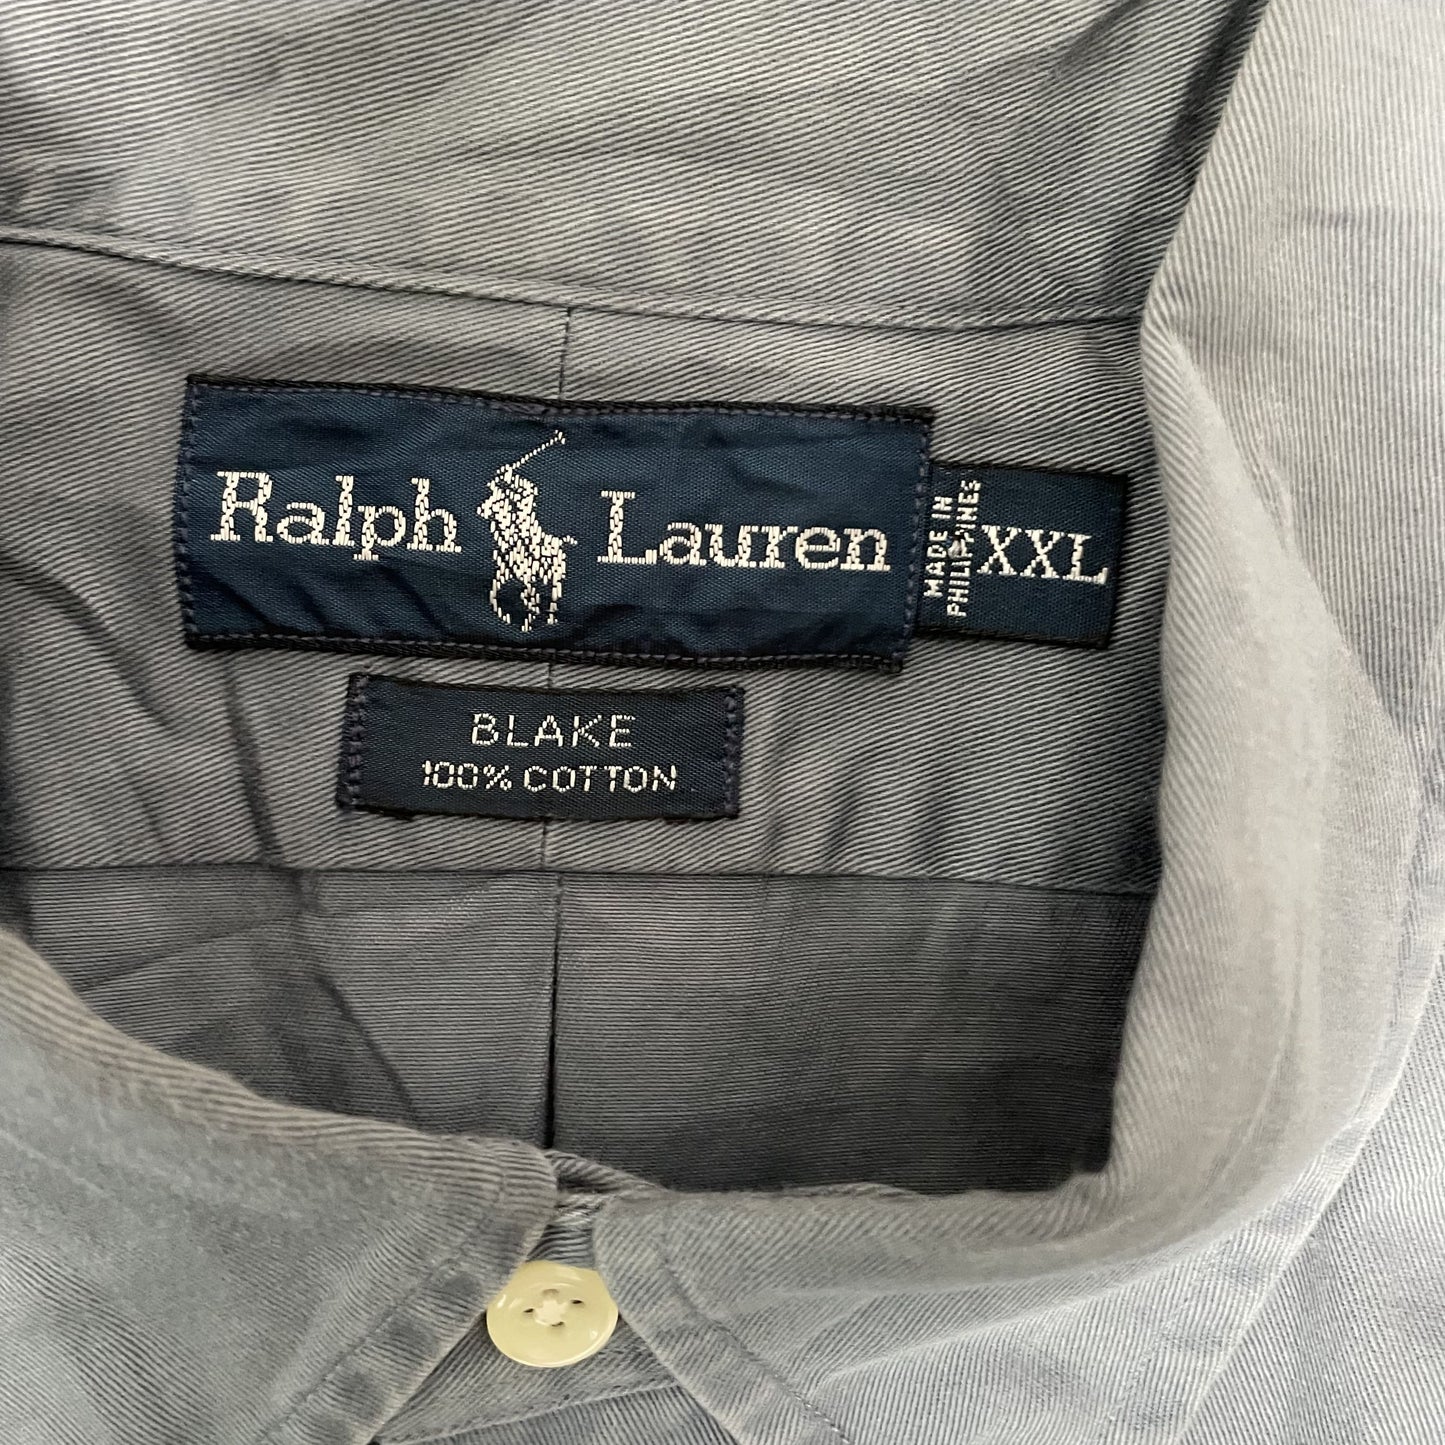 Ralph Lauren
MADE IN
PHILIPPINES
XXL
BLAKE
100% COTTON